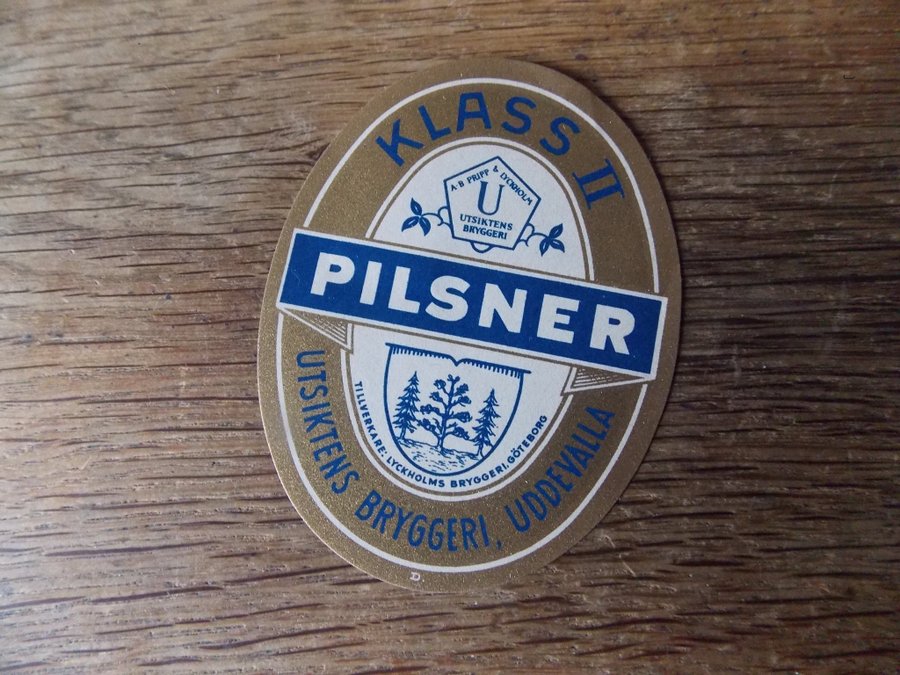 KLASS II
A-B PRIPP & LYCKHOLM
U
UTSIKTENS
BRYGGERI
PILSNER
TILLVERKARE: LYCKHOLMS BRYGGERI, GÖTEBORG
UTSIKTENS BRYGGERI, UDDEVALLA
D.